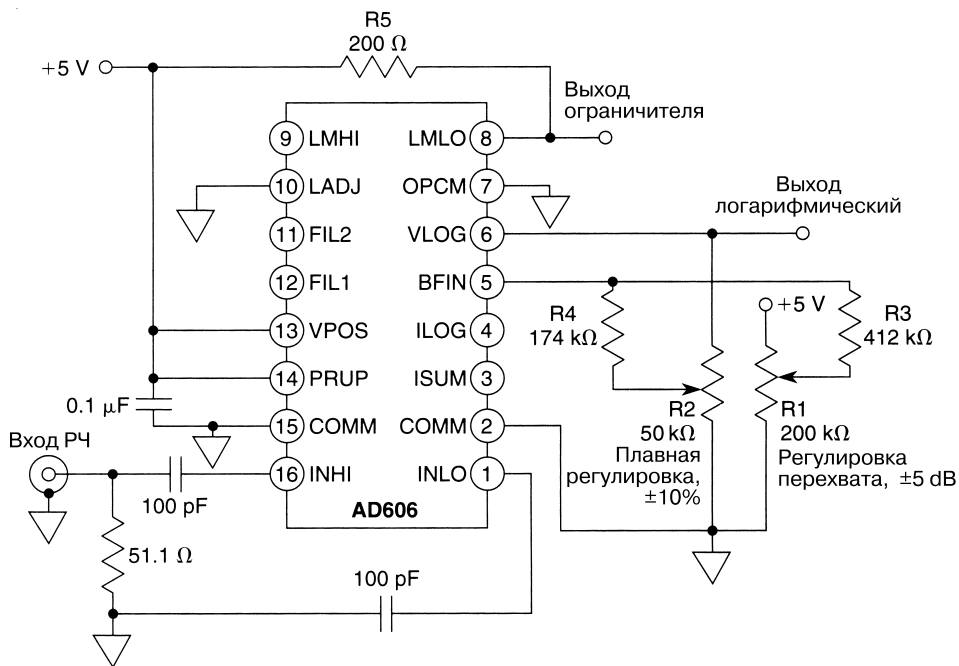 R5
200 Ω
+5 V
Выход
ограничителя
9 LMHI
LMLO 8
10 LADJ
OPCM 7
Выход
логарифмический
11 FIL2
VLOG 6
12 FIL1
BFIN 5
+5 V
R4
174 kΩ
R3
412 kΩ
13 VPOS
ILOG 4
14 PRUP
ISUM 3
0.1 µF
15 COMM
COMM 2
R2
50 kΩ
Плавная
регулировка,
±10%
R1
200 kΩ
Регулировка
перехвата, ±5 dB
Вход РЧ
16 INHI
INLO 1
100 pF
AD606
51.1 Ω
100 pF